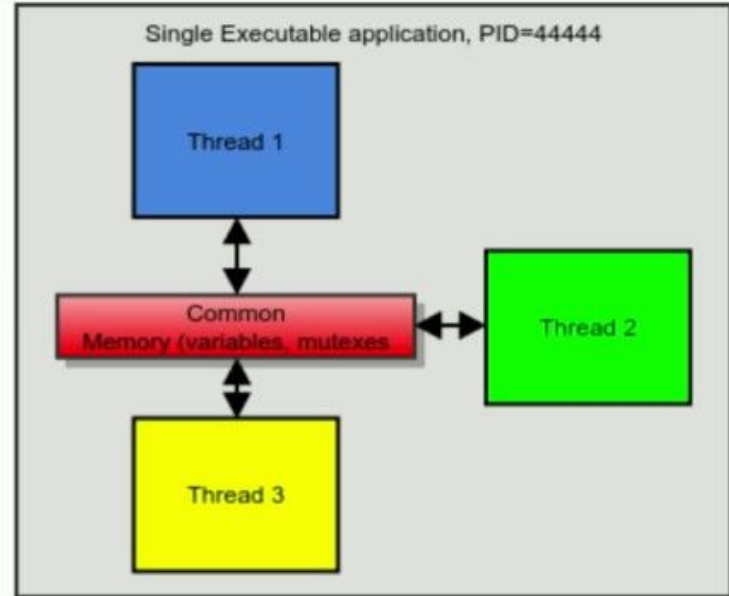 Single Executable application, PID=44444
Thread 1
Common
Memory (variables, mutexes
Thread 2
Thread 3